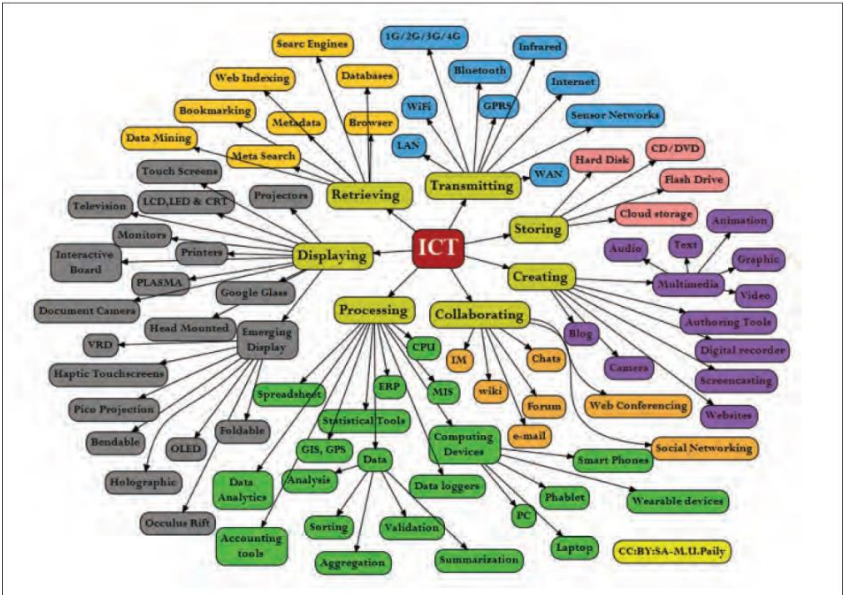 1G/2G/3G/4G
Searc Engines
Infrared
Bluetooth
Databases
Web Indexing
Internet
WiFi
GPRS
Bookmarking
Metadata
Browser
Sensor Networks
Data Mining
LAN
CD/DVD
Meta Search
Hard Disk
Touch Screens
WAN
Flash Drive
Retrieving
Transmitting
Projectors
LCD,LED & CRT
Television
Cloud storage
Storing
Animation
Monitors
ICT
Audio
Text
Interactive
Board
Printers
Displaying
Graphic
Creating
PLASMA
Multimedia
Google Glass
Video
Document Camera
Processing
Collaborating
Authoring Tools
Head Mounted
Emerging
Display
Blog
VRD
CPU
Digital recorder
IM
Chats
Haptic Touchscreens
Camera
Screencasting
Spreadsheet
ERP
MIS
wiki
Pico Projection
Forum
Web Conferencing
Websites
Statistical Tools
Foldable
Bendable
e-mail
OLED
GIS, GPS
Computing
Devices
Social Networking
Data
Smart Phones
Holographic
Data
Analytics
Analysis
Data loggers
Phablet
Wearable devices
Occulus Rift
PC
Sorting
Validation
Accounting
tools
Laptop
CC:BY:SA-M.U.Paily
Aggregation
Summarization